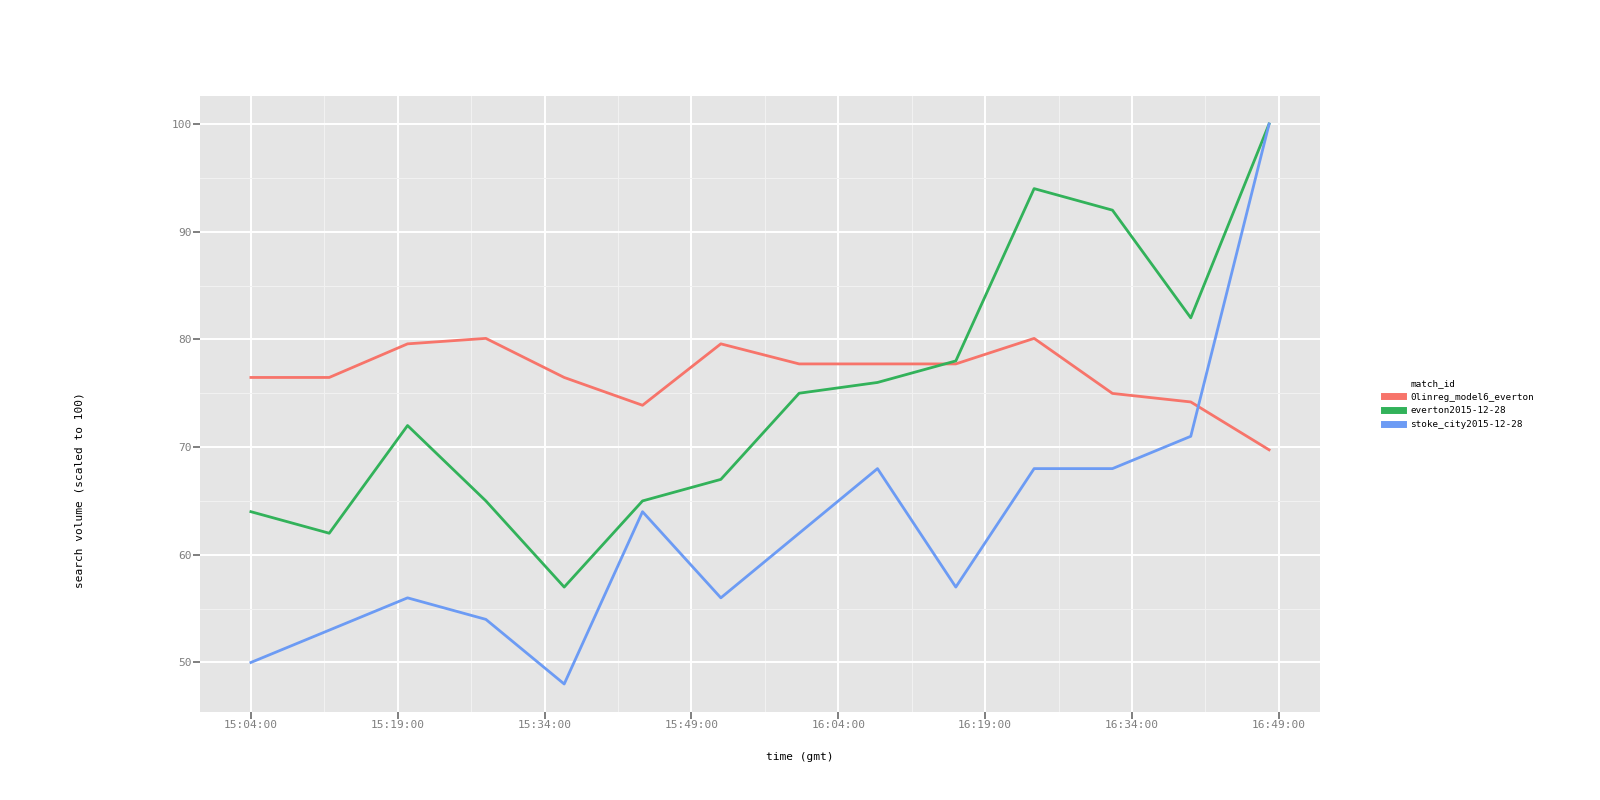 100
90
80
70
60
50
search volume (scaled to 100)
15:04:00 15:19:00 15:34:00 15:49:00 16:04:00 16:19:00 16:34:00 16:49:00
time (gmt)
match_id
0linreg_model6_everton
everton2015-12-28
stoke_city2015-12-28